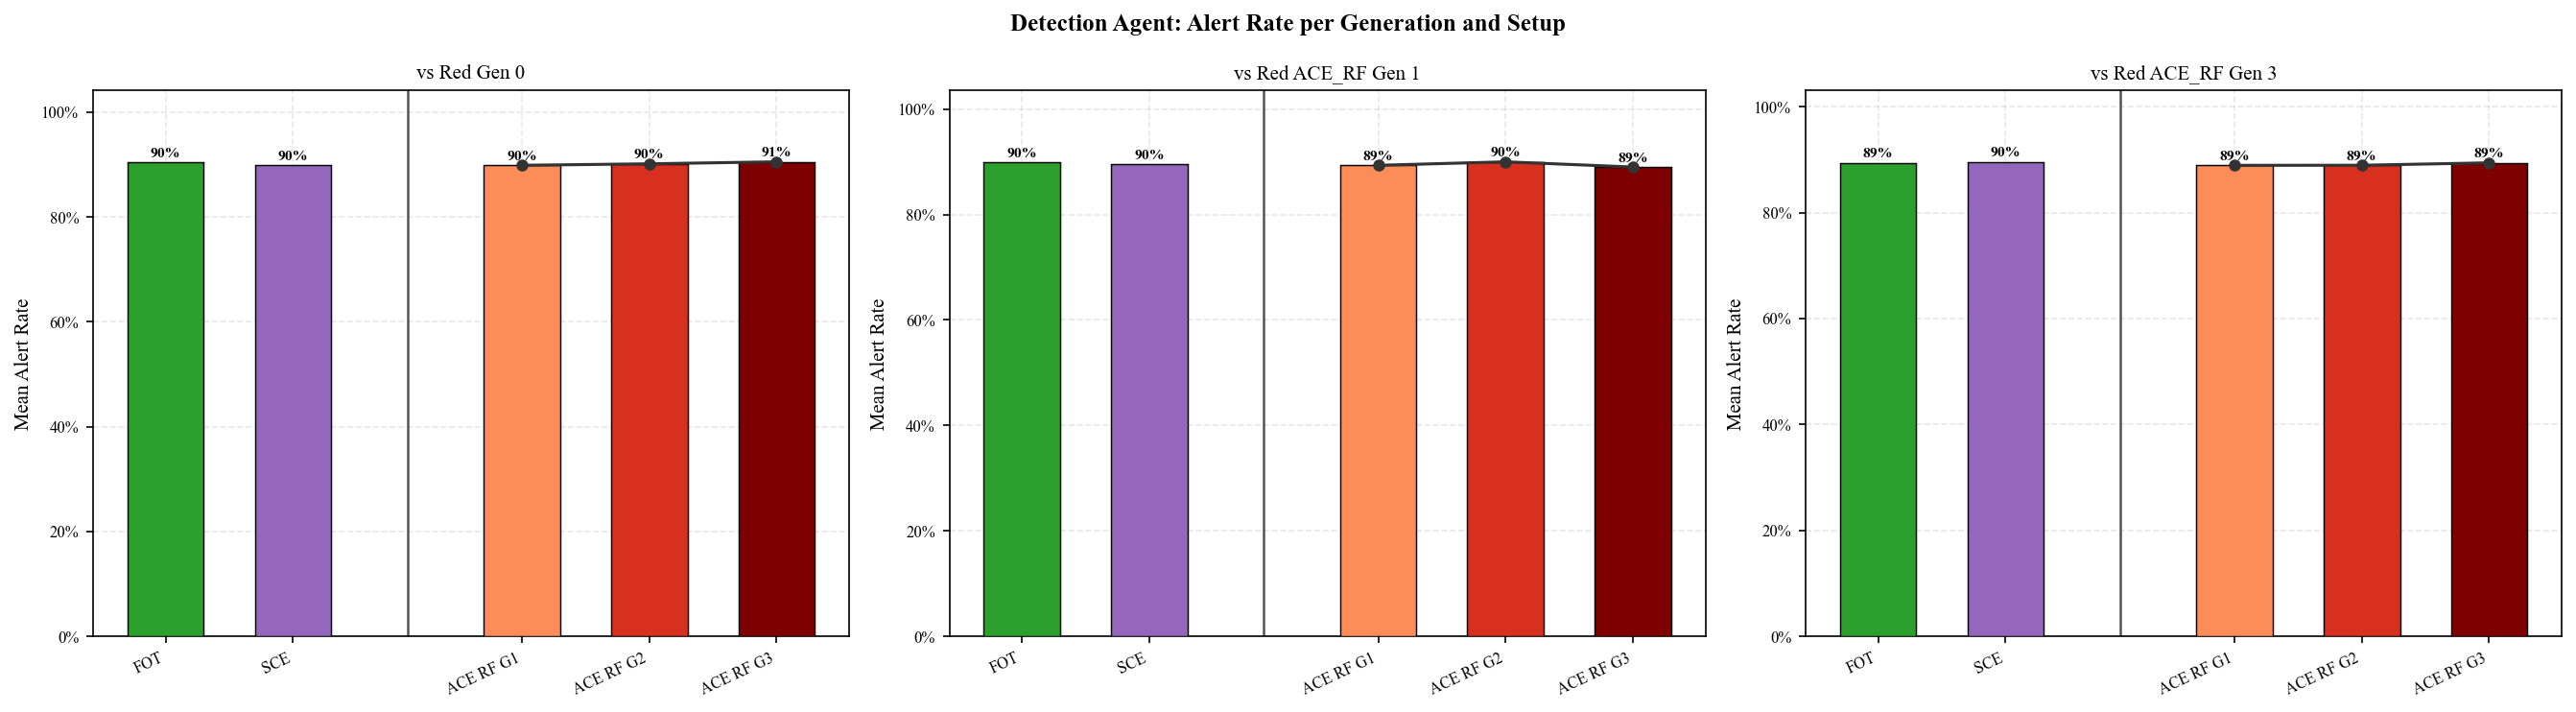 Detection Agent: Alert Rate per Generation and Setup
vs Red Gen 0
Mean Alert Rate
100%
80%
60%
40%
20%
0%
90%
90%
90%
90%
91%
FOT
SCE
ACE RF G1
ACE RF G2
ACE RF G3
vs Red ACE_RF Gen 1
Mean Alert Rate
100%
80%
60%
40%
20%
0%
90%
90%
89%
90%
89%
FOT
SCE
ACE RF G1
ACE RF G2
ACE RF G3
vs Red ACE_RF Gen 3
Mean Alert Rate
100%
80%
60%
40%
20%
0%
89%
90%
89%
89%
89%
FOT
SCE
ACE RF G1
ACE RF G2
ACE RF G3